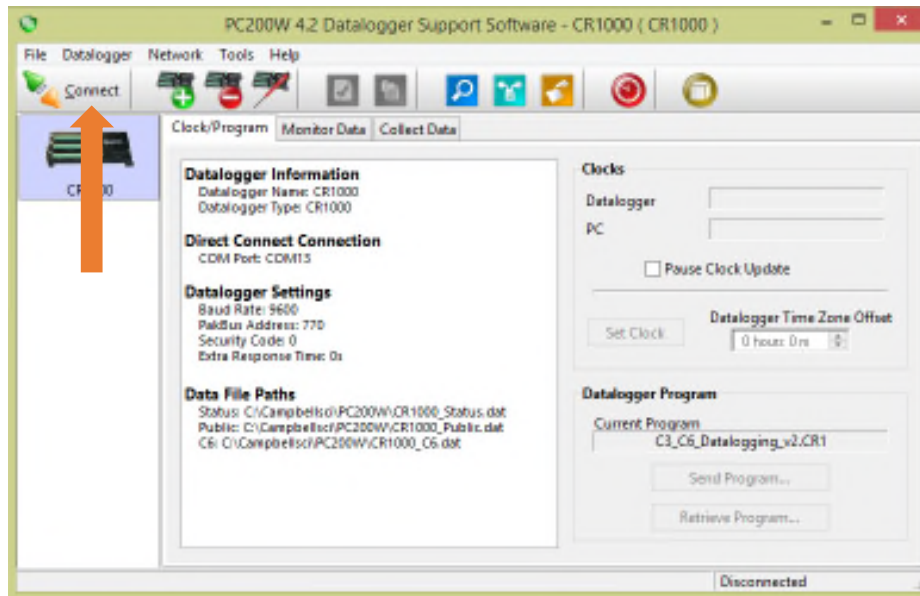 PC200W 4.2 Datalogger Support Software - CR1000 ( CR1000 )
File Datalogger Network Tools Help
Connect
Clock/Program Monitor Data Collect Data
Datalogger Information
Datalogger Name: CR1000
Datalogger Type: CR1000
Direct Connect Connection
COM Port: COM13
Datalogger Settings
Baud Rate: 9600
PakBus Address: 770
Security Code: 0
Extra Response Time: 0s
Data File Paths
Status: C:\Campbellsci\PC200W\CR1000_Status.dat
Public: C:\Campbellsci\PC200W\CR1000_Public.dat
C6: C:\Campbellsci\PC200W\CR1000_C6.dat
Clocks
Datalogger
PC
Pause Clock Update
Datalogger Time Zone Offset
Set Clock
0 hours 0 m
Datalogger Program
Current Program
C3_C6_Datalogging_v2.CR1
Send Program...
Retrieve Program...
Disconnected